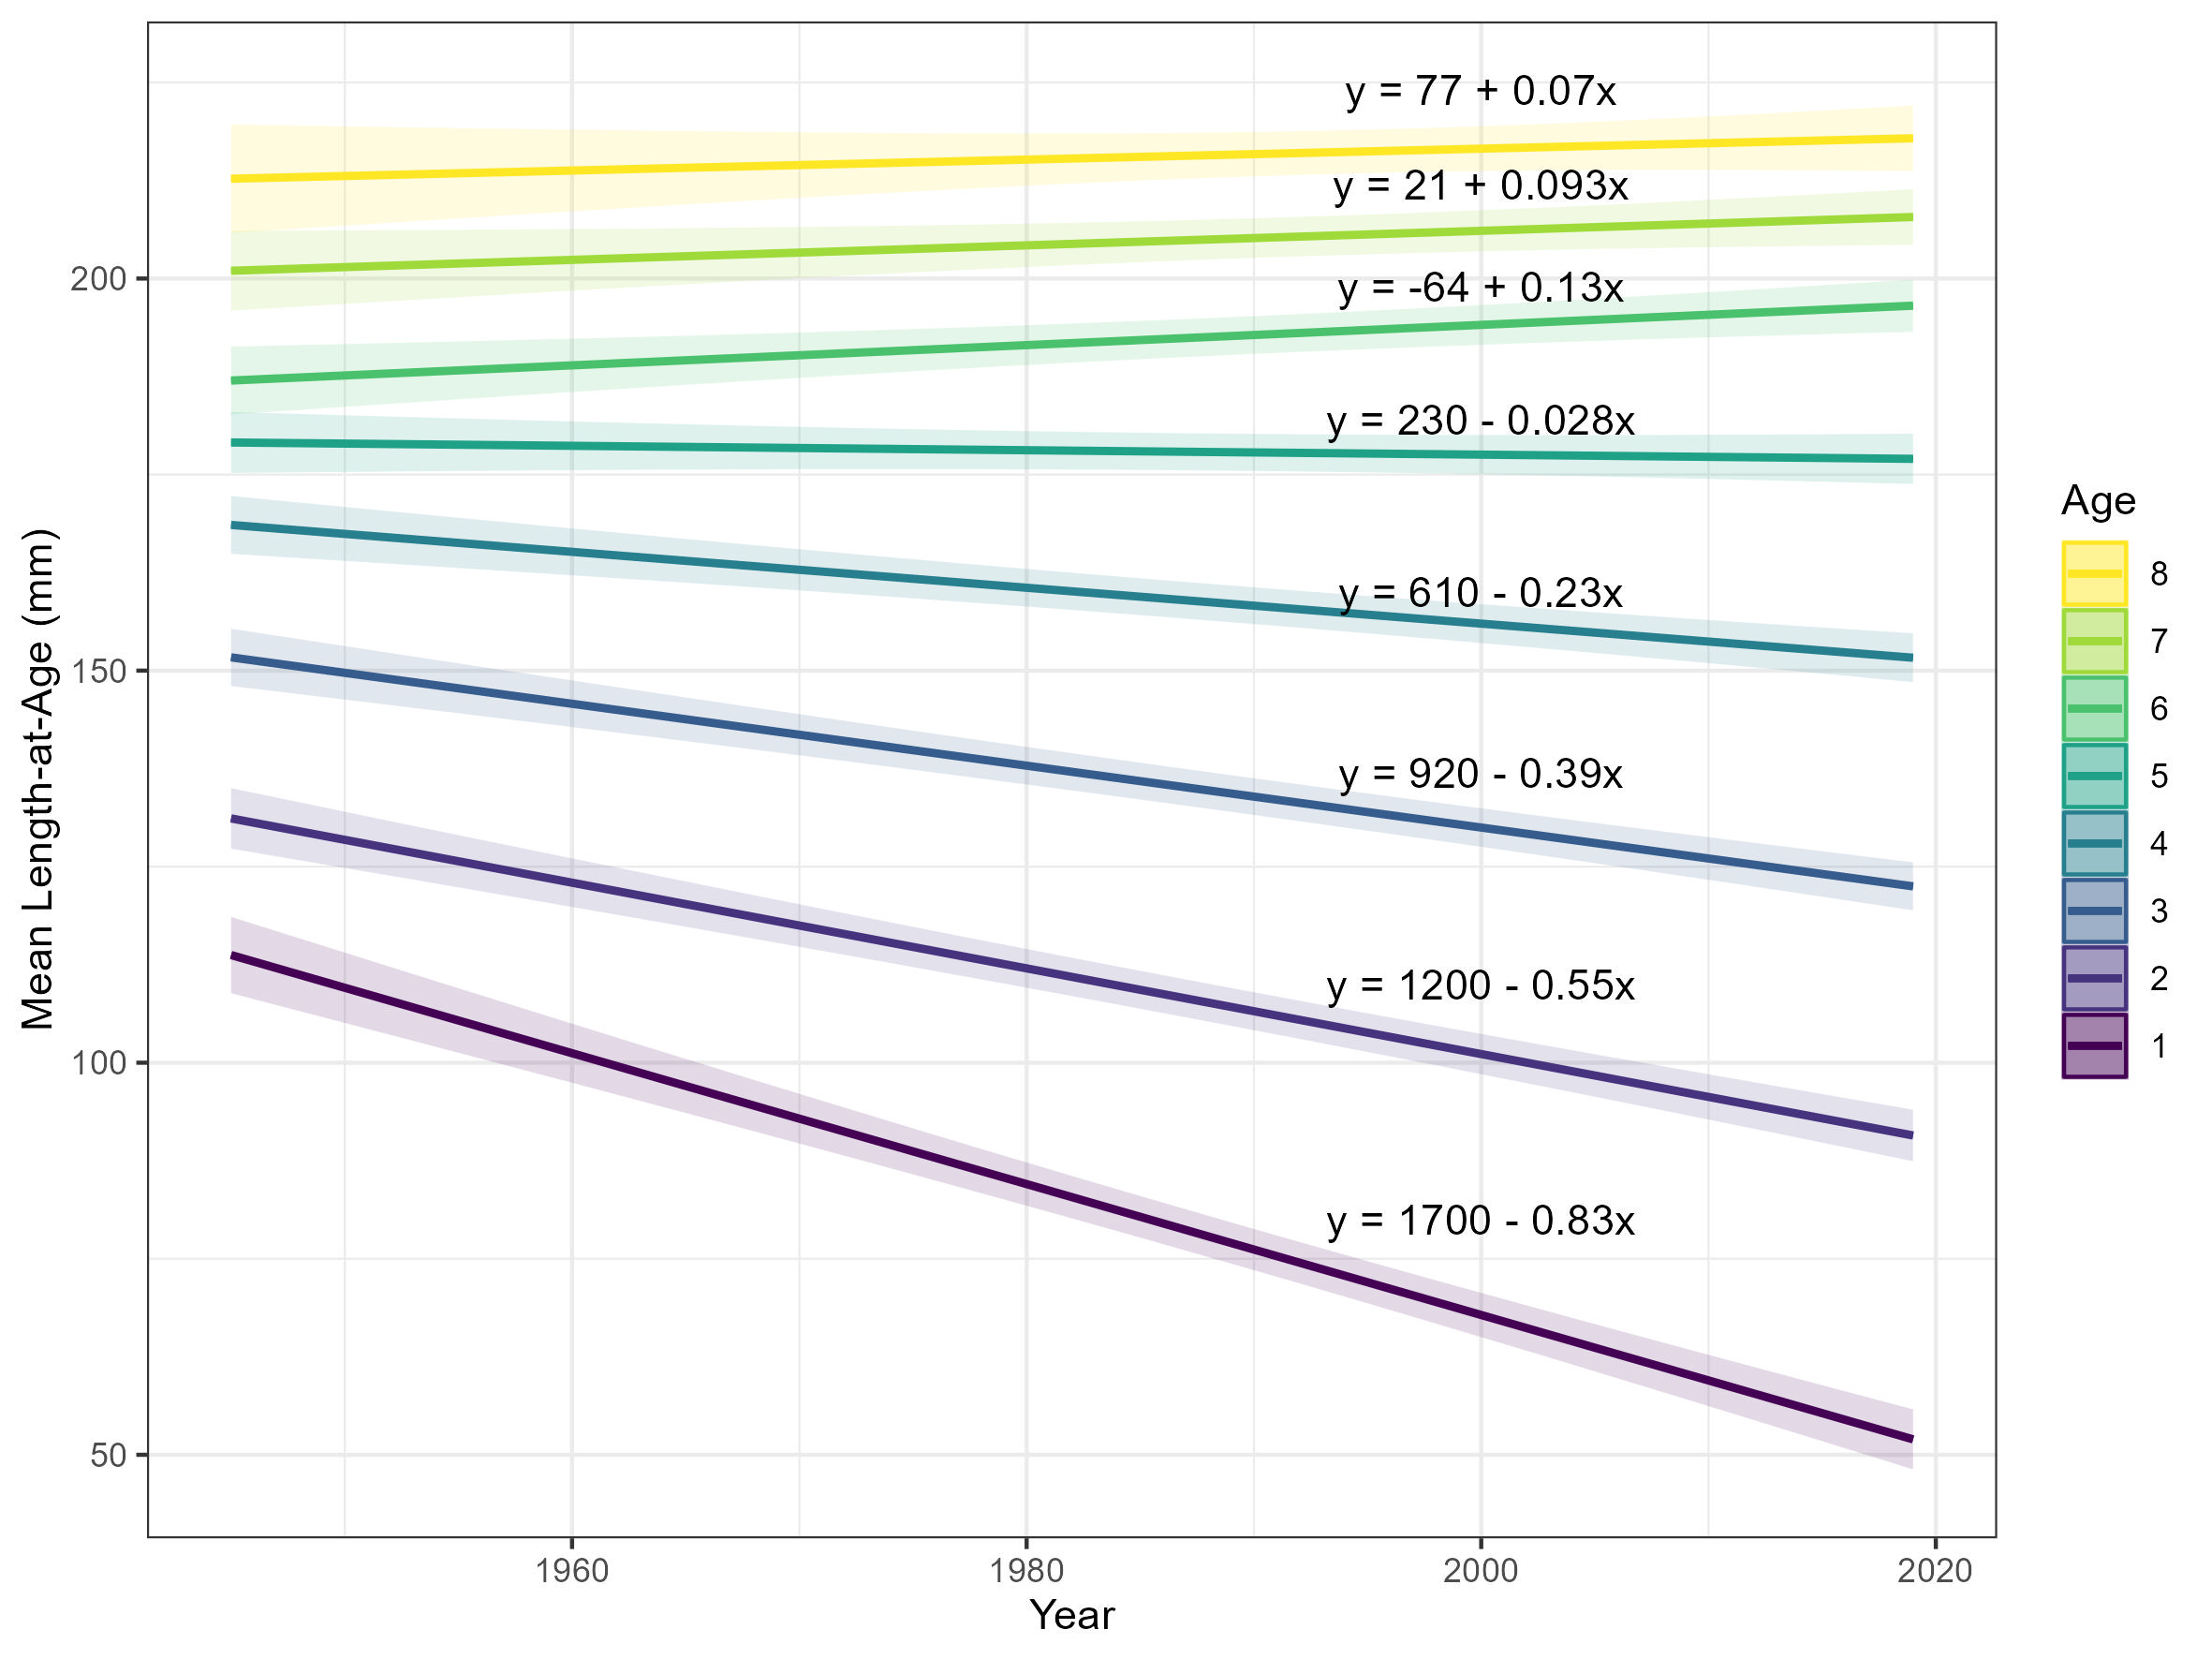 y = 77 + 0.07x
y = 21 + 0.093x
y = -64 + 0.13x
y = 230 - 0.028x
y = 610 - 0.23x
y = 920 - 0.39x
y = 1200 - 0.55x
y = 1700 - 0.83x
200
150
100
50
Mean Length-at-Age (mm)
1960
1980
2000
2020
Year
Age
8
7
6
5
4
3
2
1